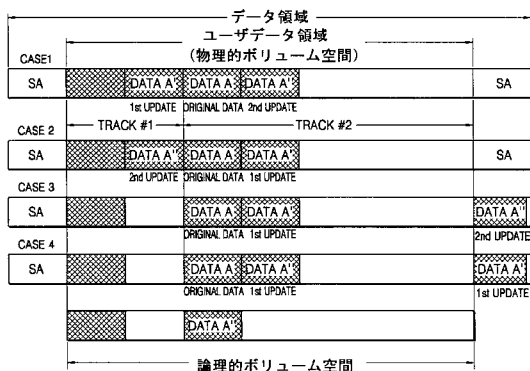 データ領域
ユーザデータ領域
(物理的ボリューム空間)
CASE1
SA DATA A' DATA A DATA A'' SA
1st UPDATE ORIGINAL DATA 2nd UPDATE
TRACK #1 TRACK #2
CASE 2
SA DATA A'' DATA A DATA A' SA
2nd UPDATE ORIGINAL DATA 1st UPDATE
CASE 3
SA DATA A DATA A' DATA A''
ORIGINAL DATA 1st UPDATE 2nd UPDATE
CASE 4
SA DATA A DATA A' DATA A'
ORIGINAL DATA 1st UPDATE 1st UPDATE
DATA A''
論理的ボリューム空間